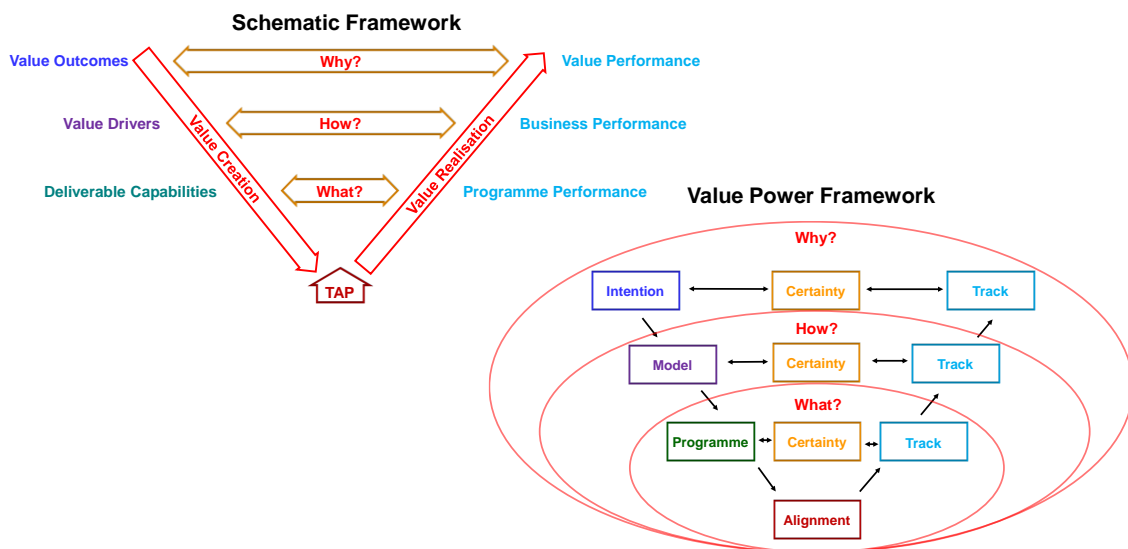 Schematic Framework
Value Outcomes
Why?
Value Performance
Value Drivers
How?
Business Performance
Deliverable Capabilities
What?
Programme Performance
Value Creation
Value Realisation
TAP
Value Power Framework
Why?
Intention
Certainty
Track
How?
Model
Certainty
Track
What?
Programme
Certainty
Track
Alignment